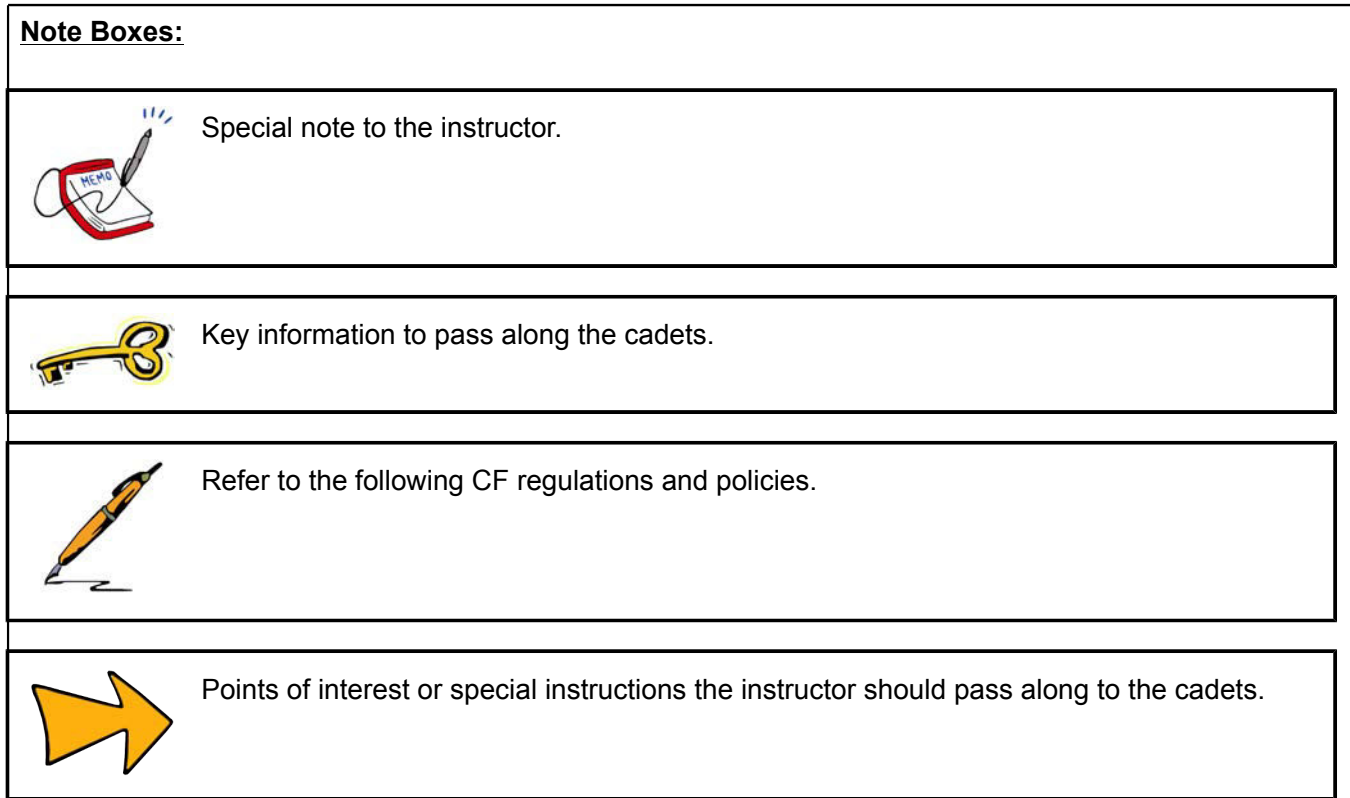 Note Boxes:
Special note to the instructor.
MEMO
Key information to pass along the cadets.
Refer to the following CF regulations and policies.
Points of interest or special instructions the instructor should pass along to the cadets.